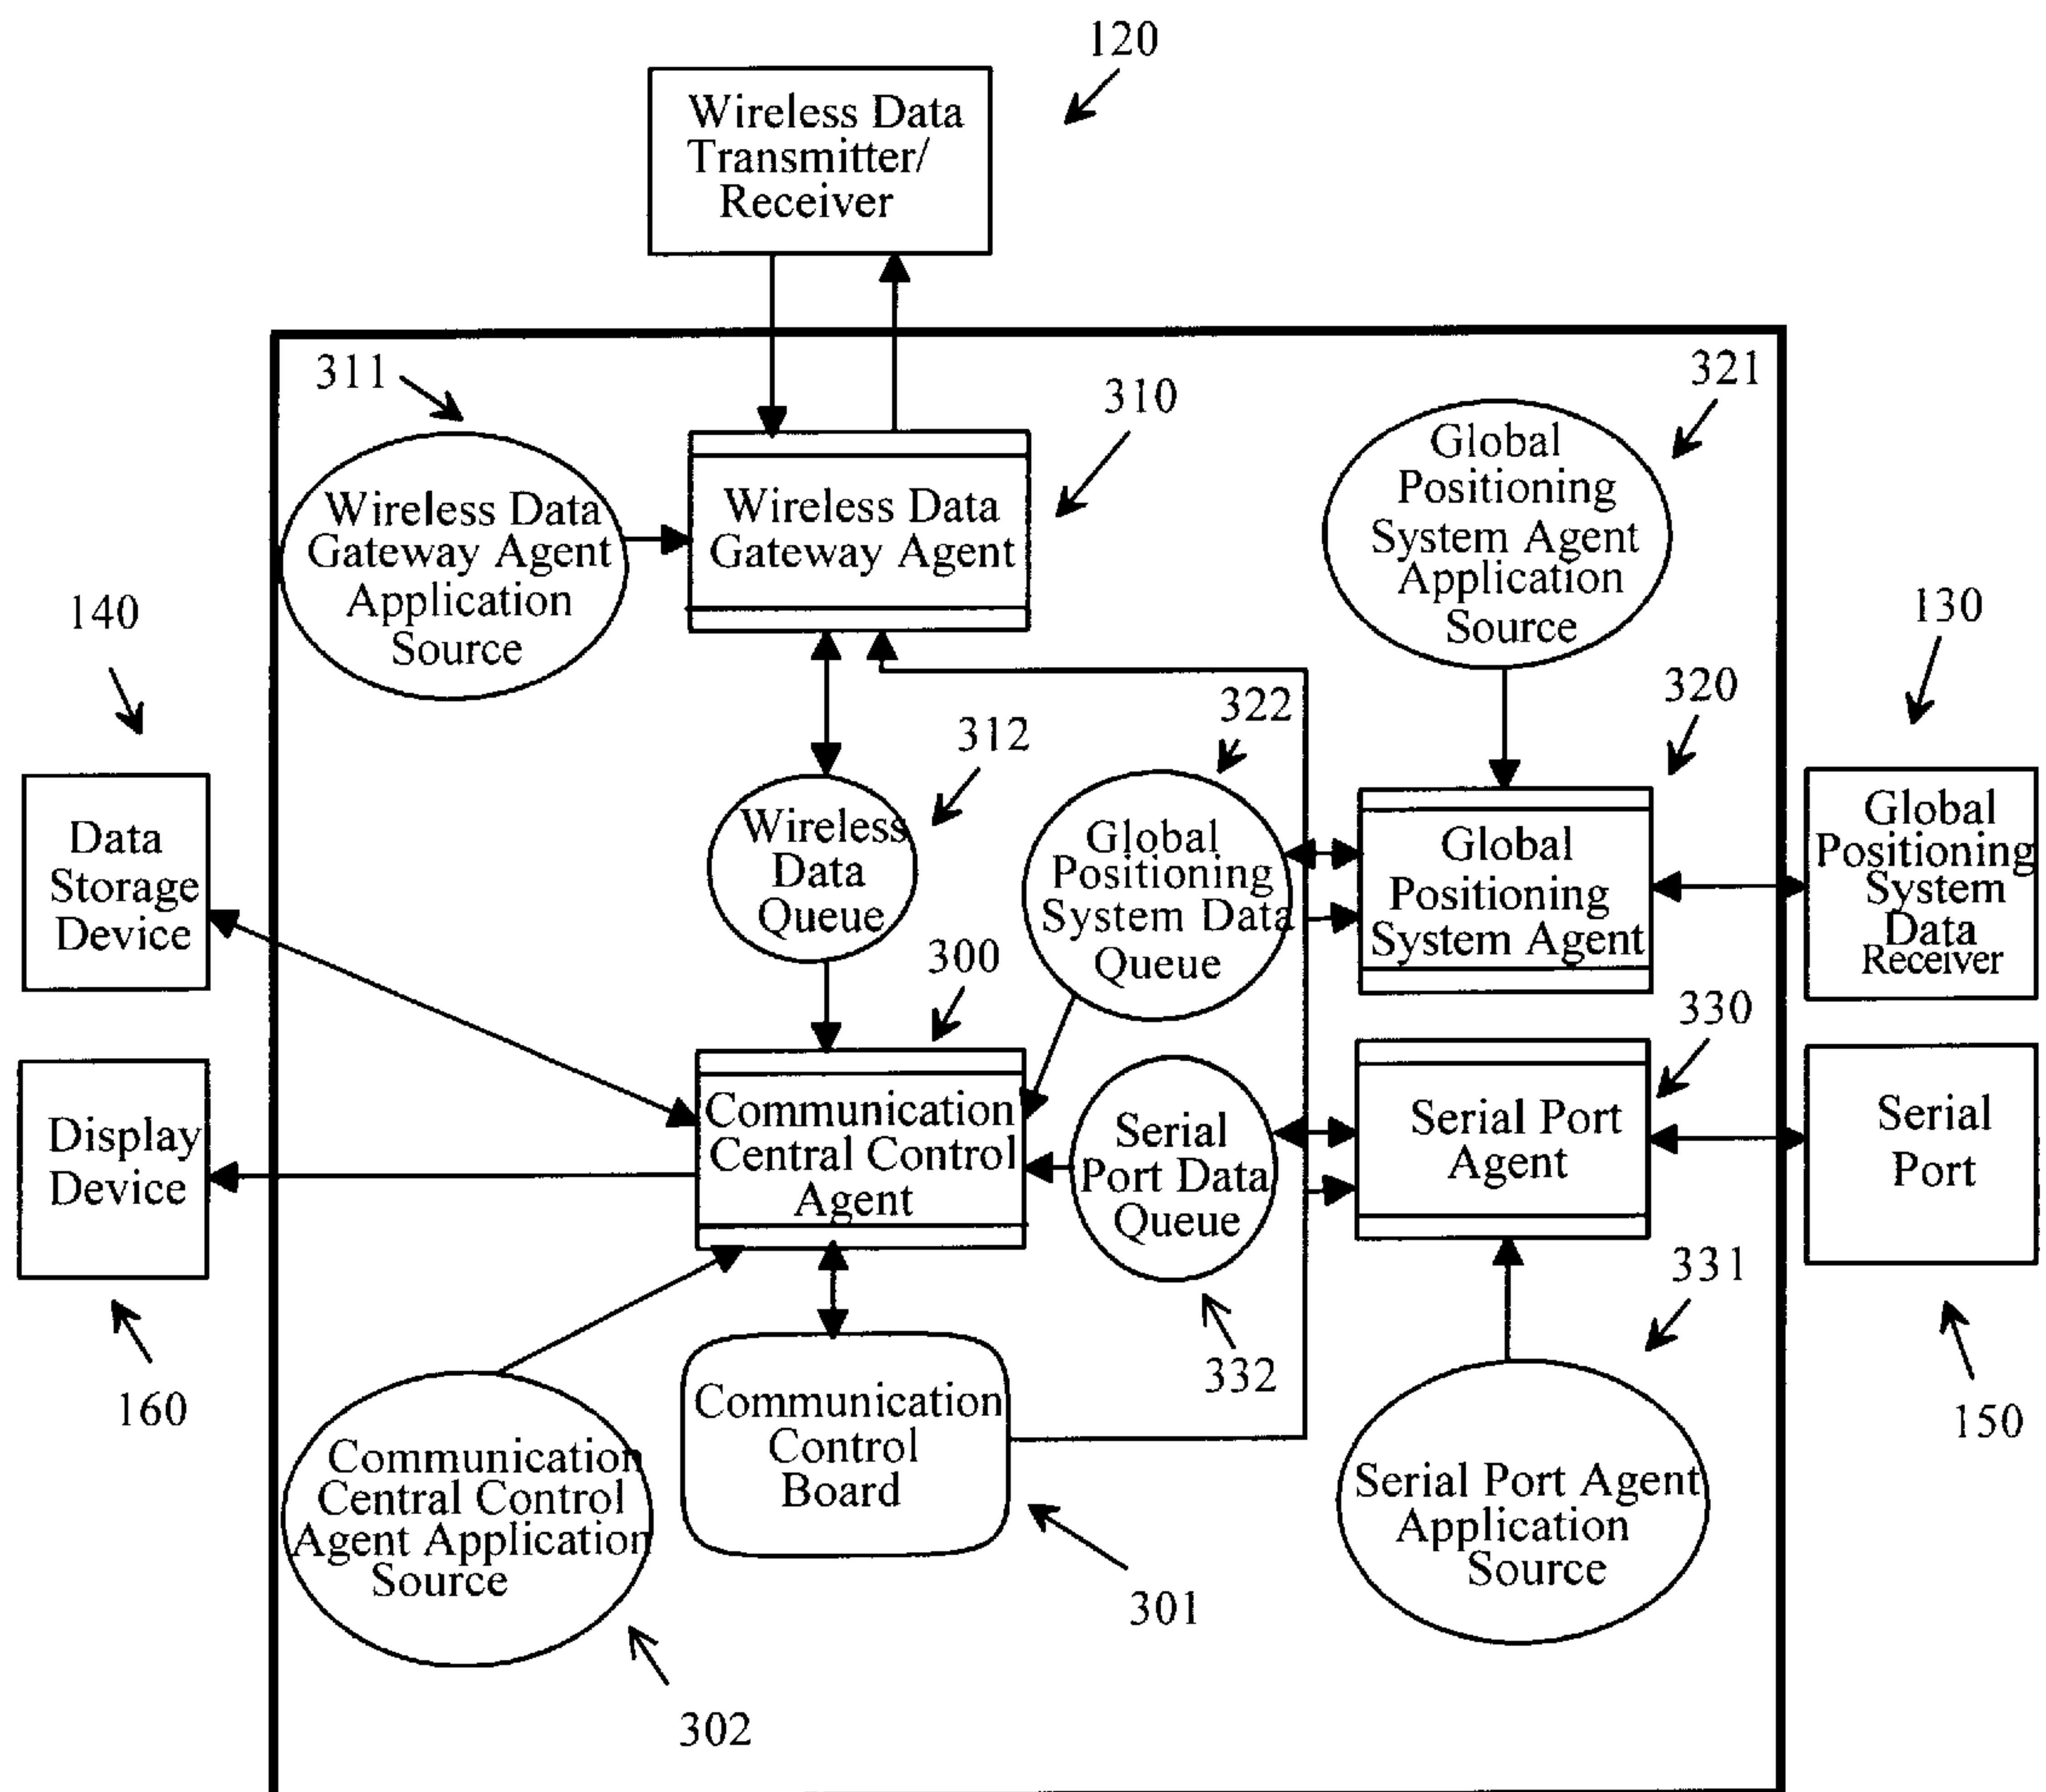 120
Wireless Data
Transmitter/
Receiver
311
310
321
Wireless Data
Gateway Agent
Application
Source
Wireless Data
Gateway Agent
Global
Positioning
System Agent
Application
Source
140
130
320
322
312
Data
Storage
Device
Wireless
Data
Queue
Global
Positioning
System Data
Queue
Global
Positioning
System Agent
Global
Positioning
System
Data
Receiver
300
330
Display
Device
Communication
Central Control
Agent
Serial
Port Data
Queue
Serial Port
Agent
Serial
Port
331
332
160
150
Communication
Central Control
Agent Application
Source
Communication
Control
Board
Serial Port Agent
Application
Source
301
302